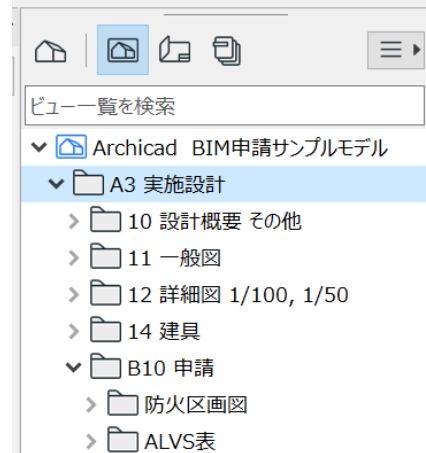 ビュー一覧を検索
Archicad BIM申請サンプルモデル
A3 実施設計
10 設計概要 その他
11 一般図
12 詳細図 1/100, 1/50
14 建具
B10 申請
防火区画図
ALVS表